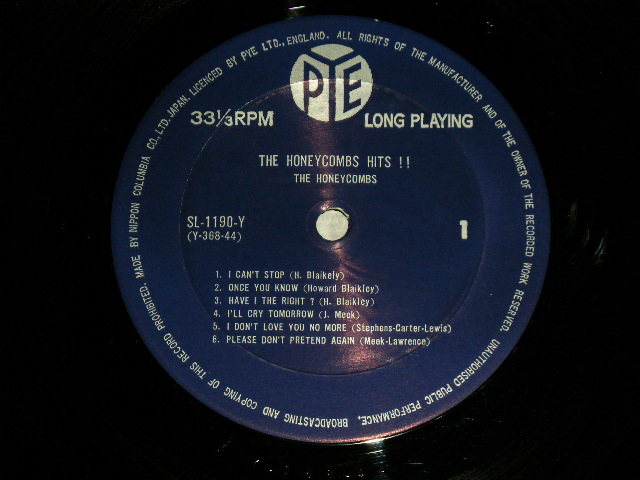 MADE BY NIPPON COLUMBIA CO., LTD. JAPAN. LICENCED BY PYE LTD., ENGLAND. ALL RIGHTS OF THE MANUFACTURER AND OF THE OWNER OF THE RECORDED WORK RESERVED. UNAUTHORISED PUBLIC PERFORMANCE, BROADCASTING AND COPYING OF THIS RECORD PROHIBITED.
PYE
33 1/3 RPM
LONG PLAYING
THE HONEYCOMBS HITS !!
THE HONEYCOMBS
SL-1190-Y
(Y-368-44)
1
1. I CAN'T STOP (H. Blaikely)
2. ONCE YOU KNOW (Howard Blaikley)
3. HAVE I THE RIGHT ? (H. Blaikley)
4. I'LL CRY TOMORROW (J. Meek)
5. I DON'T LOVE YOU NO MORE (Stephens-Carter-Lewis)
6. PLEASE DON'T PRETEND AGAIN (Meek-Lawrence)